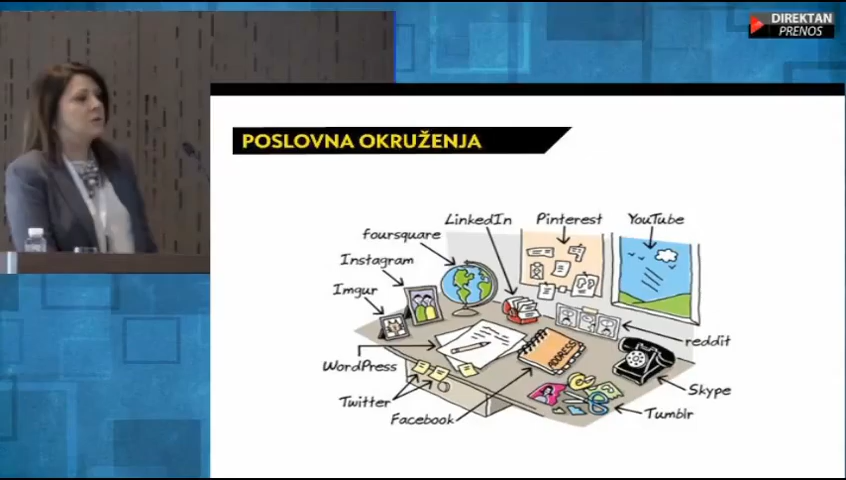 DIREKTAN
PRENOS
POSLOVNA OKRUŽENJA
LinkedIn
Pinterest
YouTube
foursquare
Instagram
Imgur
reddit
WordPress
ADDRESS
Skype
Twitter
Facebook
Tumblr